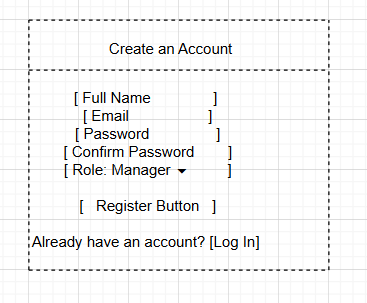 Create an Account
[ Full Name ]
[ Email ]
[ Password ]
[ Confirm Password ]
[ Role: Manager ]
[ Register Button ]
Already have an account? [Log In]